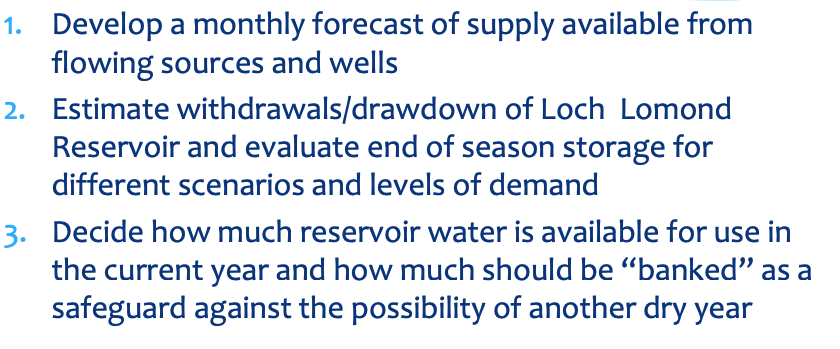 1. Develop a monthly forecast of supply available from
flowing sources and wells
2. Estimate withdrawals/drawdown of Loch  Lomond
Reservoir and evaluate end of season storage for
different scenarios and levels of demand
3. Decide how much reservoir water is available for use in
the current year and how much should be “banked” as a
safeguard against the possibility of another dry year